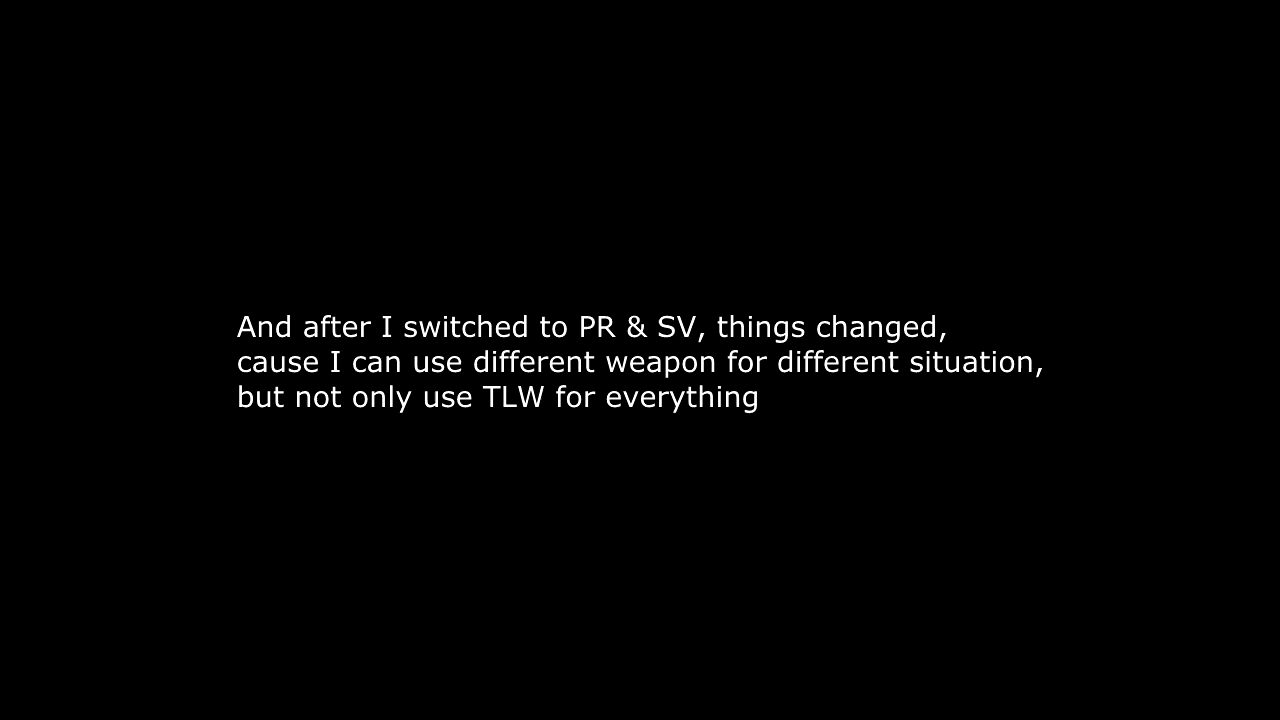 And after I switched to PR & SV, things changed,
cause I can use different weapon for different situation,
but not only use TLW for everything